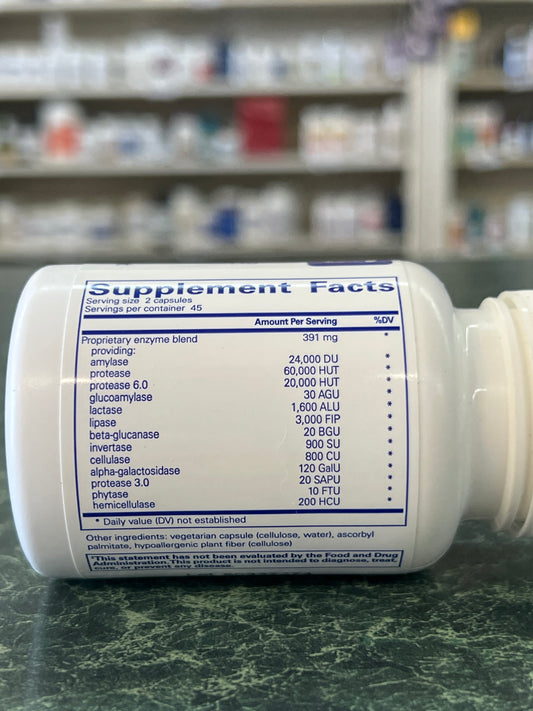 Supplement Facts
Serving size 2 capsules
Servings per container 45
Amount Per Serving %DV
Proprietary enzyme blend 391 mg *
providing:
amylase 24,000 DU *
protease 60,000 HUT *
protease 6.0 20,000 HUT *
glucoamylase 30 AGU *
lactase 1,600 ALU *
lipase 3,000 FIP *
beta-glucanase 20 BGU *
invertase 900 SU *
cellulase 800 CU *
alpha-galactosidase 120 GalU *
protease 3.0 20 SAPU *
phytase 10 FTU *
hemicellulase 200 HCU *
* Daily value (DV) not established
Other ingredients: vegetarian capsule (cellulose, water), ascorbyl
palmitate, hypoallergenic plant fiber (cellulose)
†This statement has not been evaluated by the Food and Drug
Administration. This product is not intended to diagnose, treat,
cure, or prevent any disease.